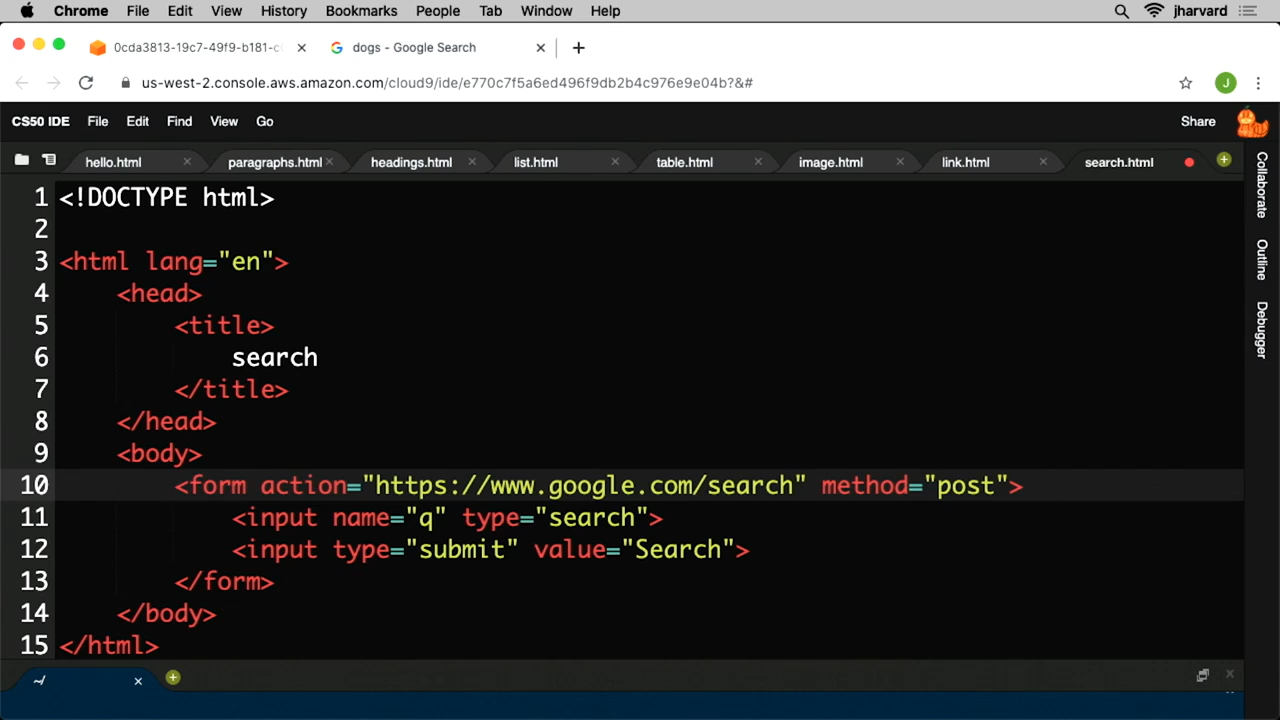 Chrome File Edit View History Bookmarks People Tab Window Help jharvard
0cda3813-19c7-49f9-b181- dogs - Google Search
us-west-2.console.aws.amazon.com/cloud9/ide/e770c7f5a6ed496f9db2b4c976e9e04b?&# J
CS50 IDE File Edit Find View Go Share
hello.html paragraphs.html headings.html list.html table.html image.html link.html search.html
Collaborate
Outline
Debugger
1 <!DOCTYPE html>
2
3 <html lang="en">
4 <head>
5 <title>
6 search
7 </title>
8 </head>
9 <body>
10 <form action="https://www.google.com/search" method="post">
11 <input name="q" type="search">
12 <input type="submit" value="Search">
13 </form>
14 </body>
15 </html>
~/